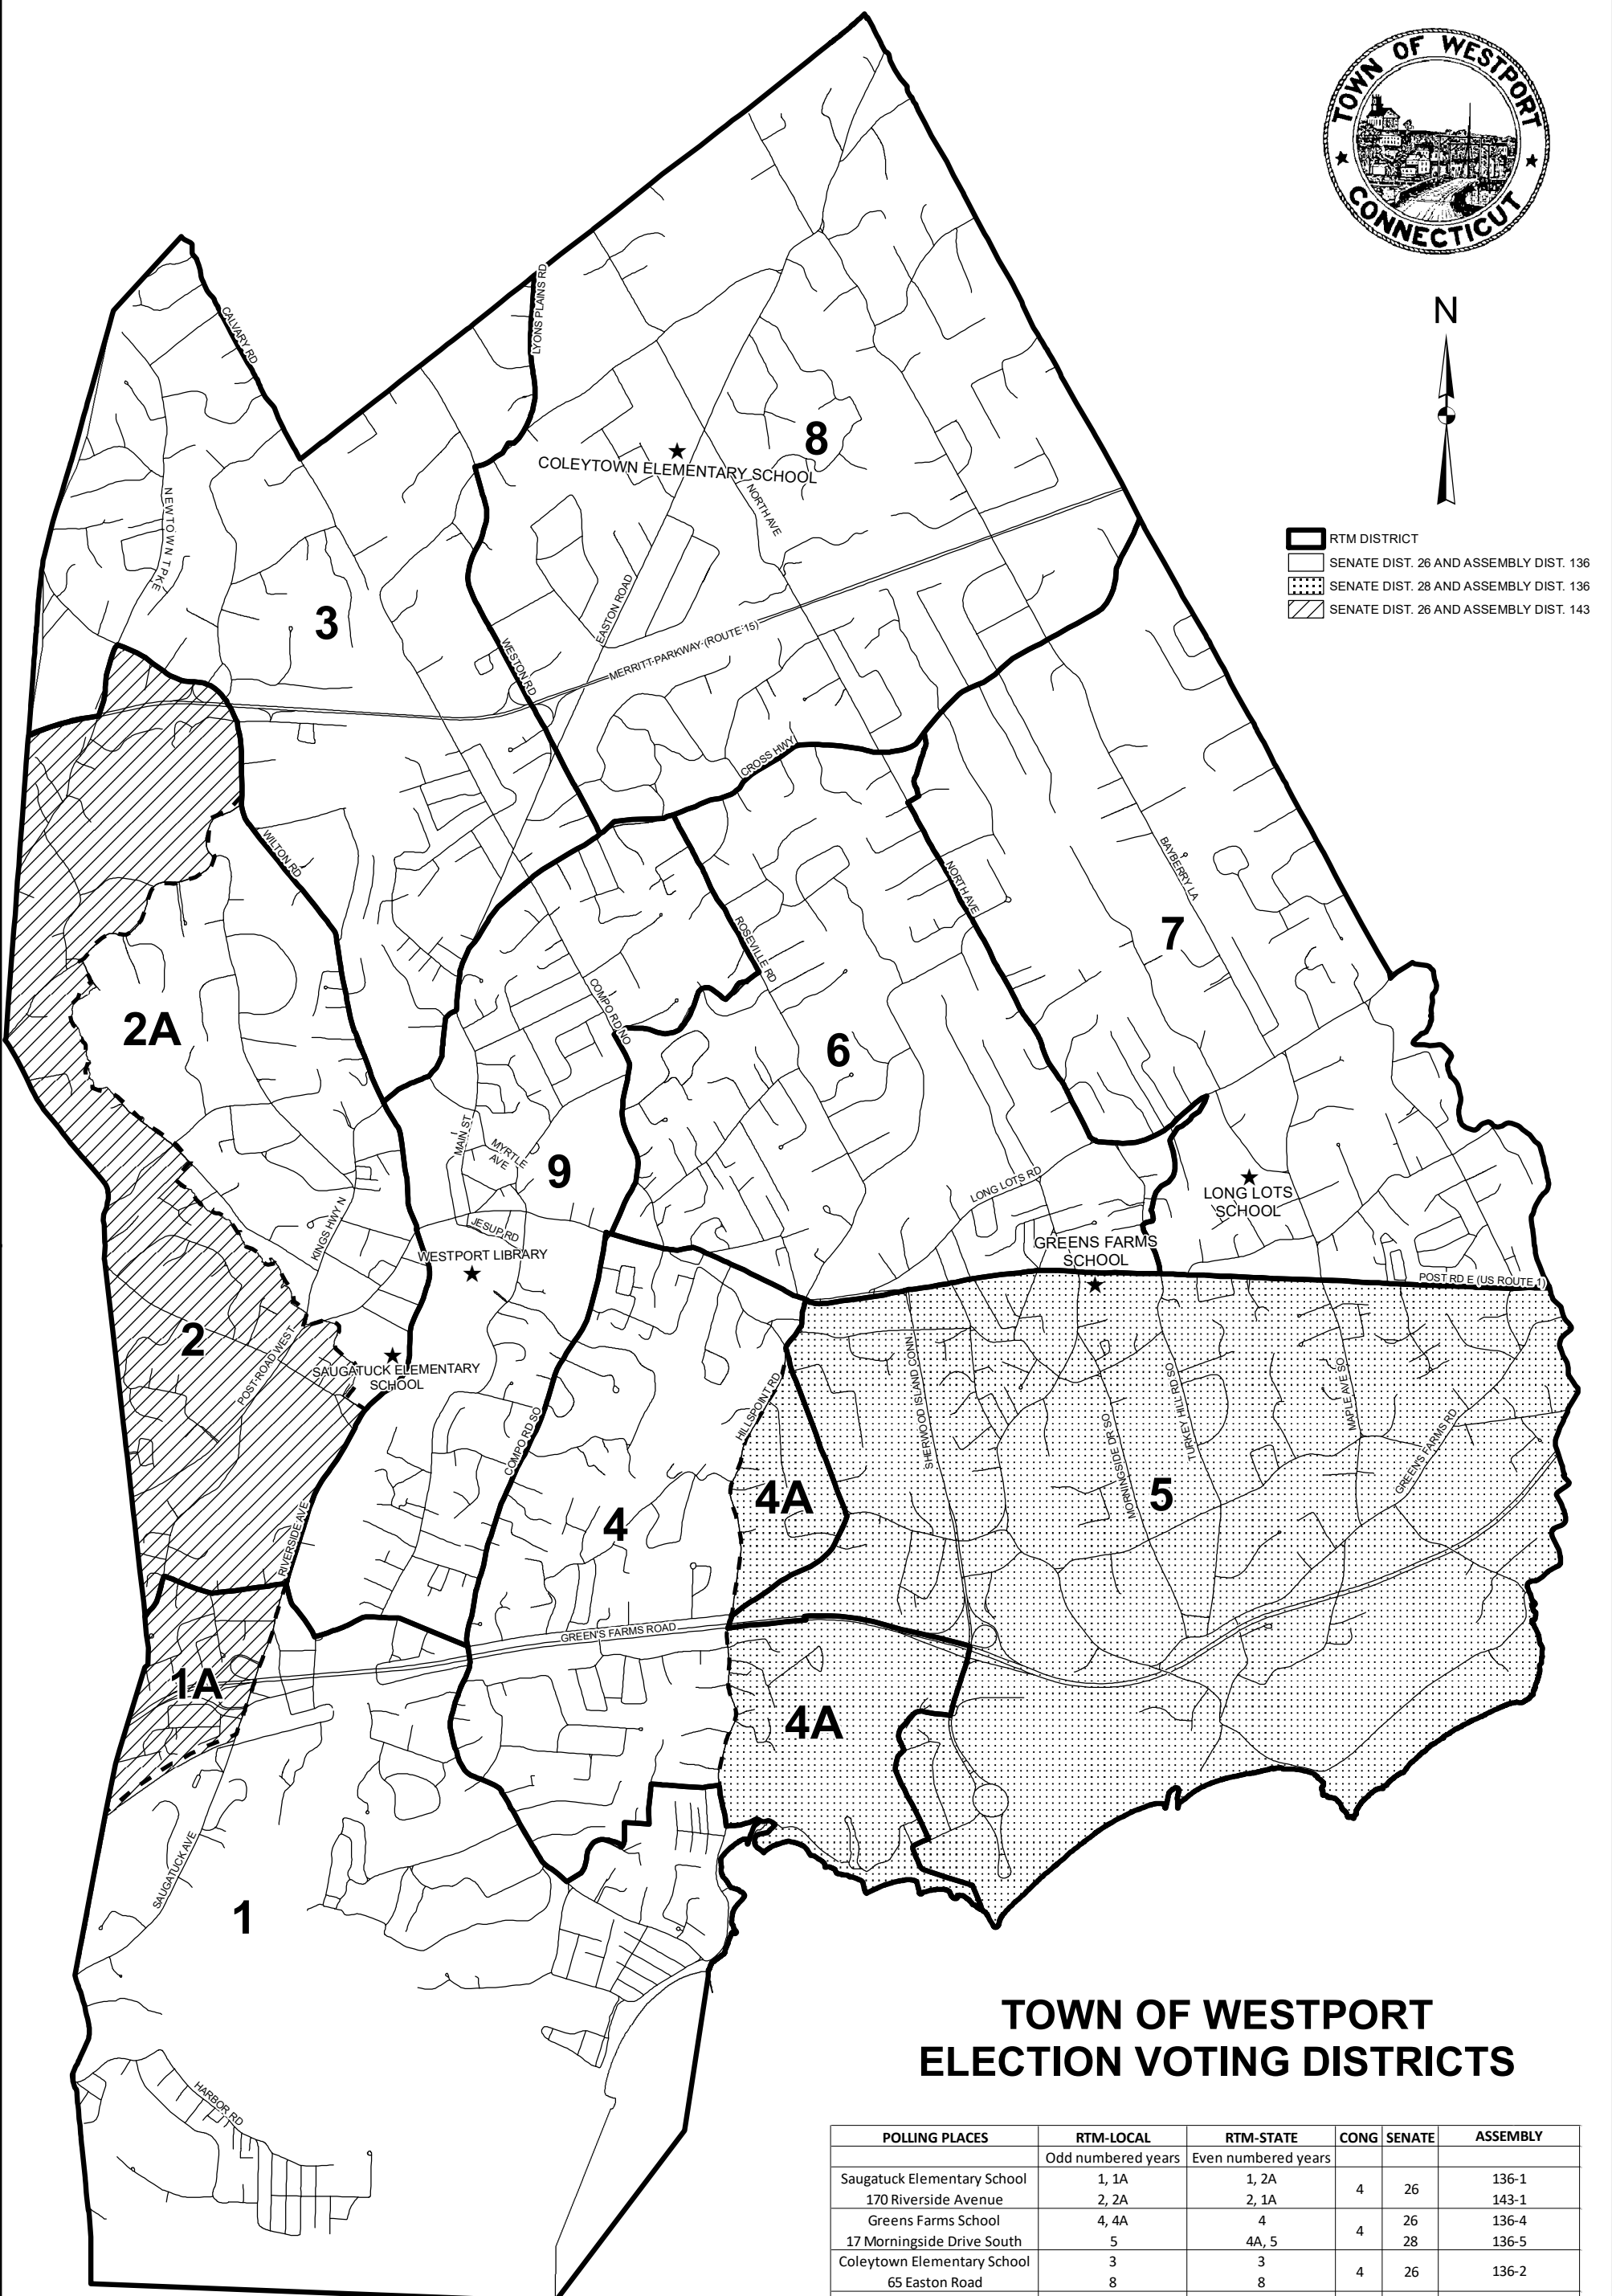 TOWN OF WESTPORT
CONNECTICUT
N
RTM DISTRICT
SENATE DIST. 26 AND ASSEMBLY DIST. 136
SENATE DIST. 28 AND ASSEMBLY DIST. 136
SENATE DIST. 26 AND ASSEMBLY DIST. 143
CALVARY RD
LYONS PLAINS RD
8
COLEYTOWN ELEMENTARY SCHOOL
NORTH AVE
NEWTOWN TPKE
3
EASTON ROAD
WESTON RD
MERRITT PARKWAY (ROUTE 15)
CROSS HWY
WILTON RD
BAYBERRY LA
NORTH AVE
ROSEVILLE RD
7
COMPO RD NO
2A
6
MAIN ST
MYRTLE
AVE
9
LONG LOTS RD
LONG LOTS
SCHOOL
KINGS HWY N
JESUP RD
WESTPORT LIBRARY
GREENS FARMS
SCHOOL
POST RD E (US ROUTE 1)
2
POST ROAD WEST
SAUGATUCK ELEMENTARY
SCHOOL
HILLSPOINT RD
SHERWOOD ISLAND CONN
MORNINGSIDE DR SO
TURKEY HILL RD SO
MAPLE AVE SO
GREEN'S FARMS RD
COMPO RD SO
4A
5
4
RIVERSIDE AVE
GREEN'S FARMS ROAD
1A
4A
SAUGATUCK AVE
1
HARBOR RD
TOWN OF WESTPORT
ELECTION VOTING DISTRICTS
POLLING PLACES RTM-LOCAL RTM-STATE CONG SENATE ASSEMBLY
Odd numbered years Even numbered years
Saugatuck Elementary School 1, 1A 1, 2A 4 26 136-1
170 Riverside Avenue 2, 2A 2, 1A 143-1
Greens Farms School 4, 4A 4 4 26 136-4
17 Morningside Drive South 5 4A, 5 28 136-5
Coleytown Elementary School 3 3 4 26 136-2
65 Easton Road 8 8